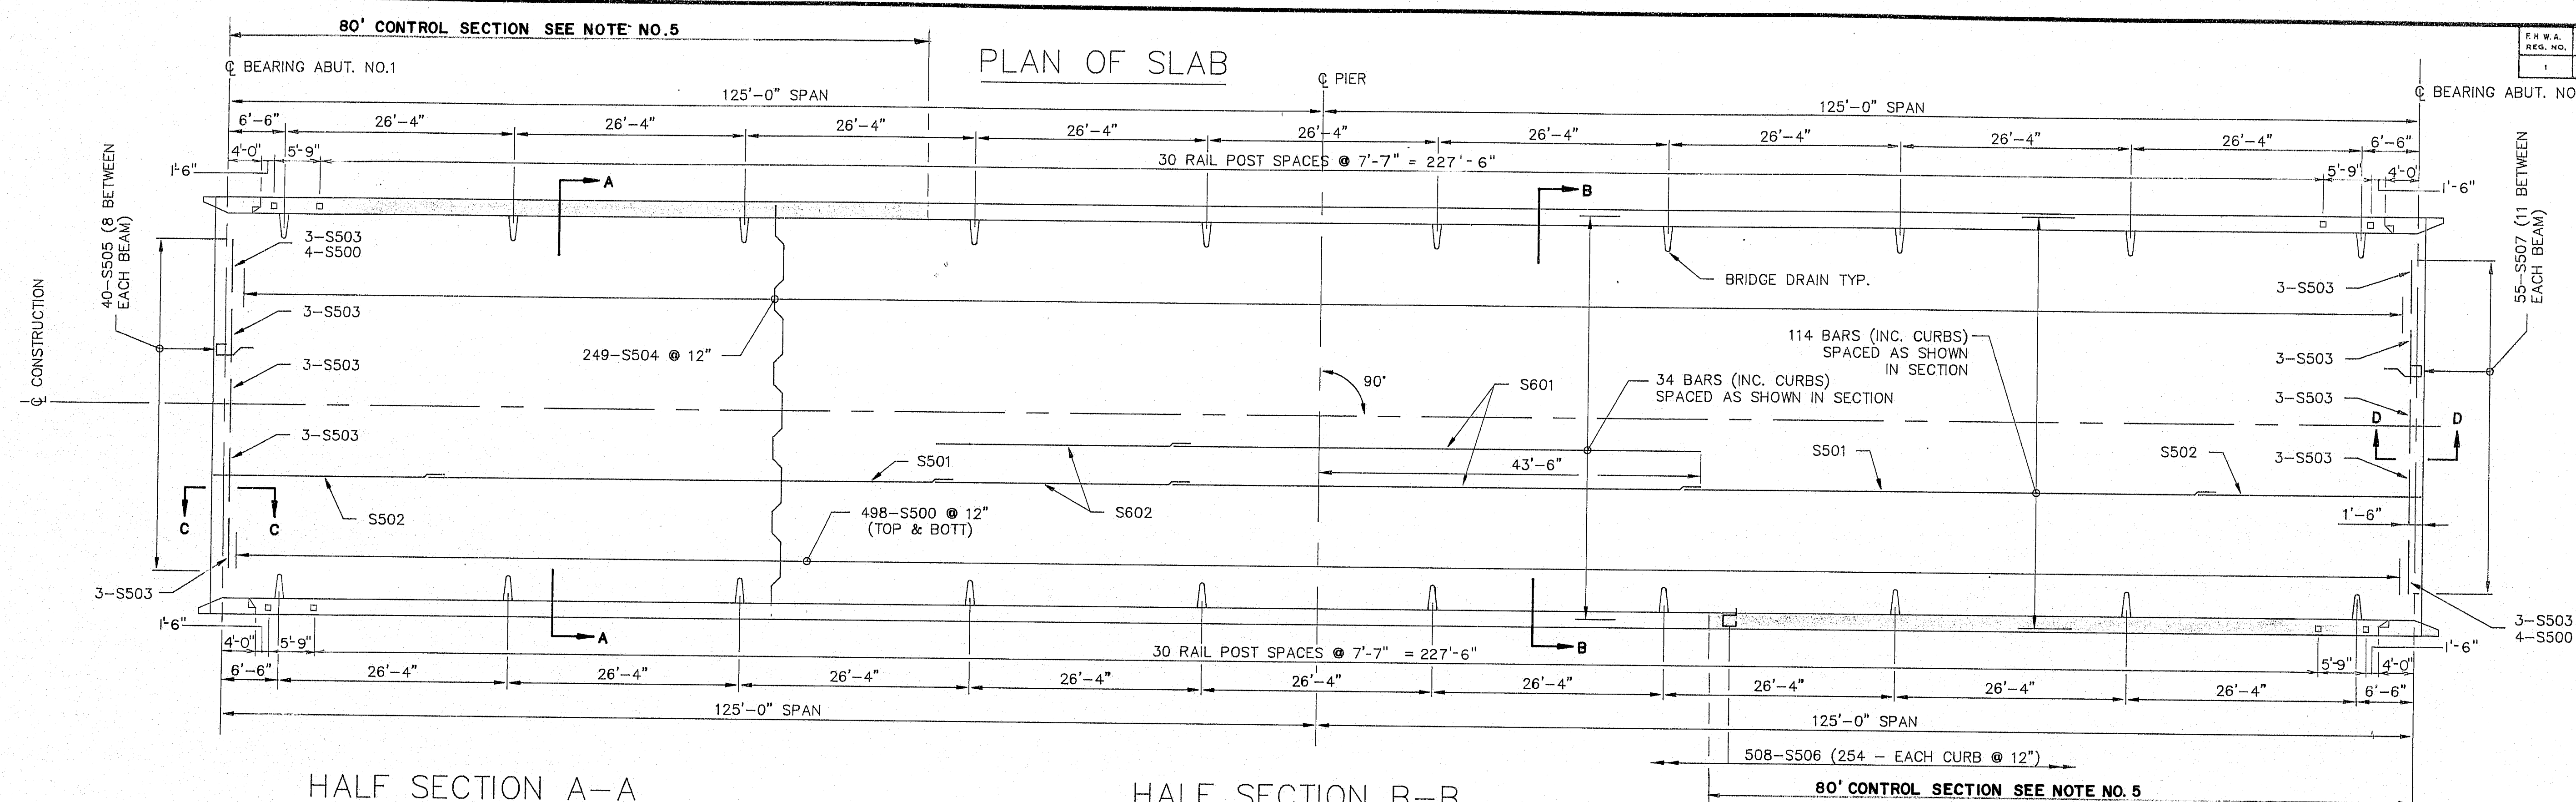 80' CONTROL SECTION SEE NOTE NO.5
PLAN OF SLAB
F.H.W.A.
REG. NO.
1
℄ BEARING ABUT. NO.1
℄ PIER
℄ BEARING ABUT. NO
125'-0" SPAN
125'-0" SPAN
6'-6"
26'-4"
26'-4"
26'-4"
26'-4"
26'-4"
26'-4"
26'-4"
26'-4"
26'-4"
6'-6"
4'-0"
5'-9"
30 RAIL POST SPACES @ 7'-7" = 227'-6"
5'-9"
4'-0"
1'-6"
1'-6"
A
B
40-S505 (8 BETWEEN
EACH BEAM)
55-S507 (11 BETWEEN
EACH BEAM)
3-S503
4-S500
BRIDGE DRAIN TYP.
3-S503
3-S503
249-S504 @ 12"
114 BARS (INC. CURBS)
SPACED AS SHOWN
IN SECTION
3-S503
3-S503
90°
34 BARS (INC. CURBS)
SPACED AS SHOWN IN SECTION
S601
3-S503
℄ CONSTRUCTION
D
D
3-S503
S501
43'-6"
S501
S502
3-S503
C
C
S502
498-S500 @ 12"
(TOP & BOTT)
S602
1'-6"
3-S503
3-S503
4-S500
1'-6"
4'-0"
5'-9"
A
B
30 RAIL POST SPACES @ 7'-7" = 227'-6"
5'-9"
4'-0"
1'-6"
6'-6"
26'-4"
26'-4"
26'-4"
26'-4"
26'-4"
26'-4"
26'-4"
26'-4"
26'-4"
6'-6"
125'-0" SPAN
125'-0" SPAN
508-S506 (254 - EACH CURB @ 12")
HALF SECTION A-A
HALF SECTION B-B
80' CONTROL SECTION SEE NOTE NO. 5